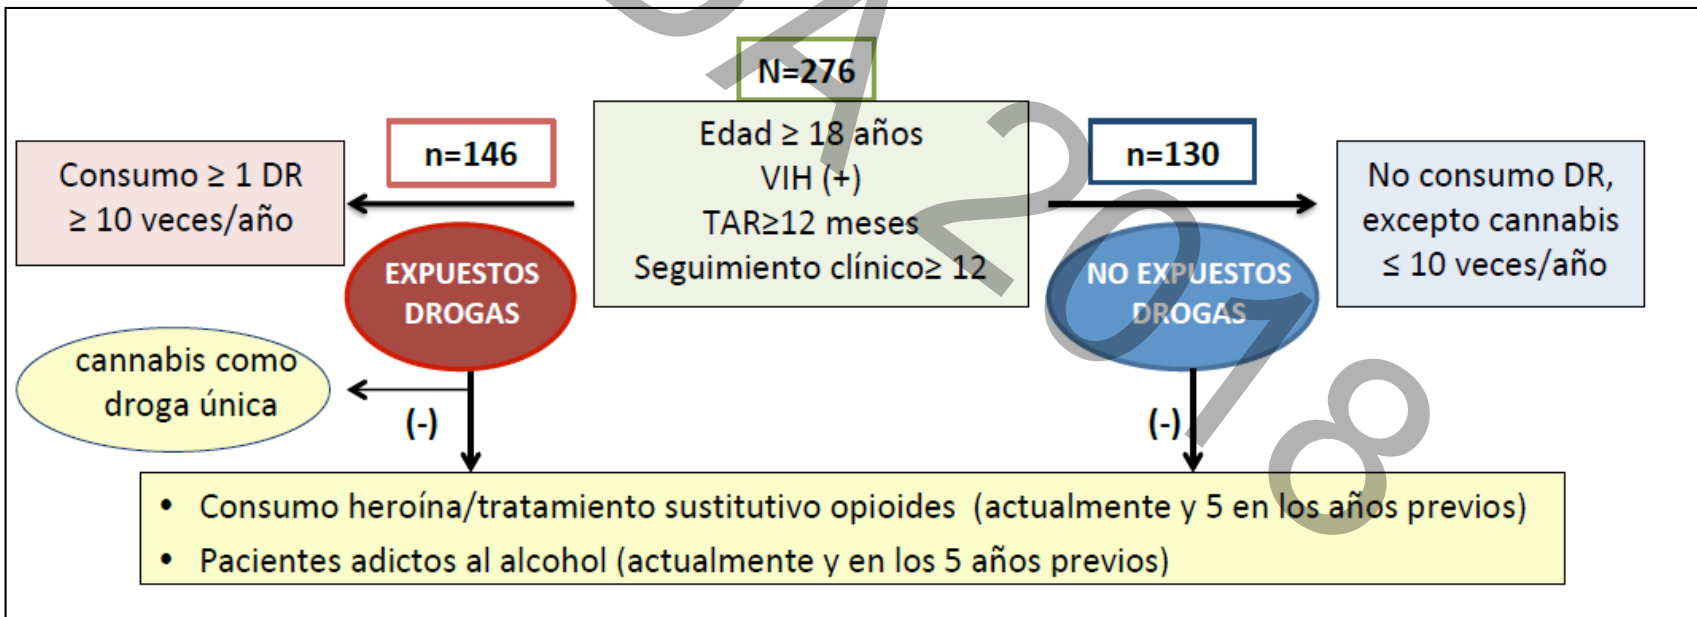 N=276
Edad ≥ 18 años
VIH (+)
TAR≥12 meses
Seguimiento clínico≥ 12
n=146
Consumo ≥ 1 DR
≥ 10 veces/año
EXPUESTOS
DROGAS
n=130
No consumo DR,
excepto cannabis
≤ 10 veces/año
NO EXPUESTOS
DROGAS
cannabis como
droga única
(-)
(-)
• Consumo heroína/tratamiento sustitutivo opioides (actualmente y 5 en los años previos)
• Pacientes adictos al alcohol (actualmente y en los 5 años previos)
A 2018